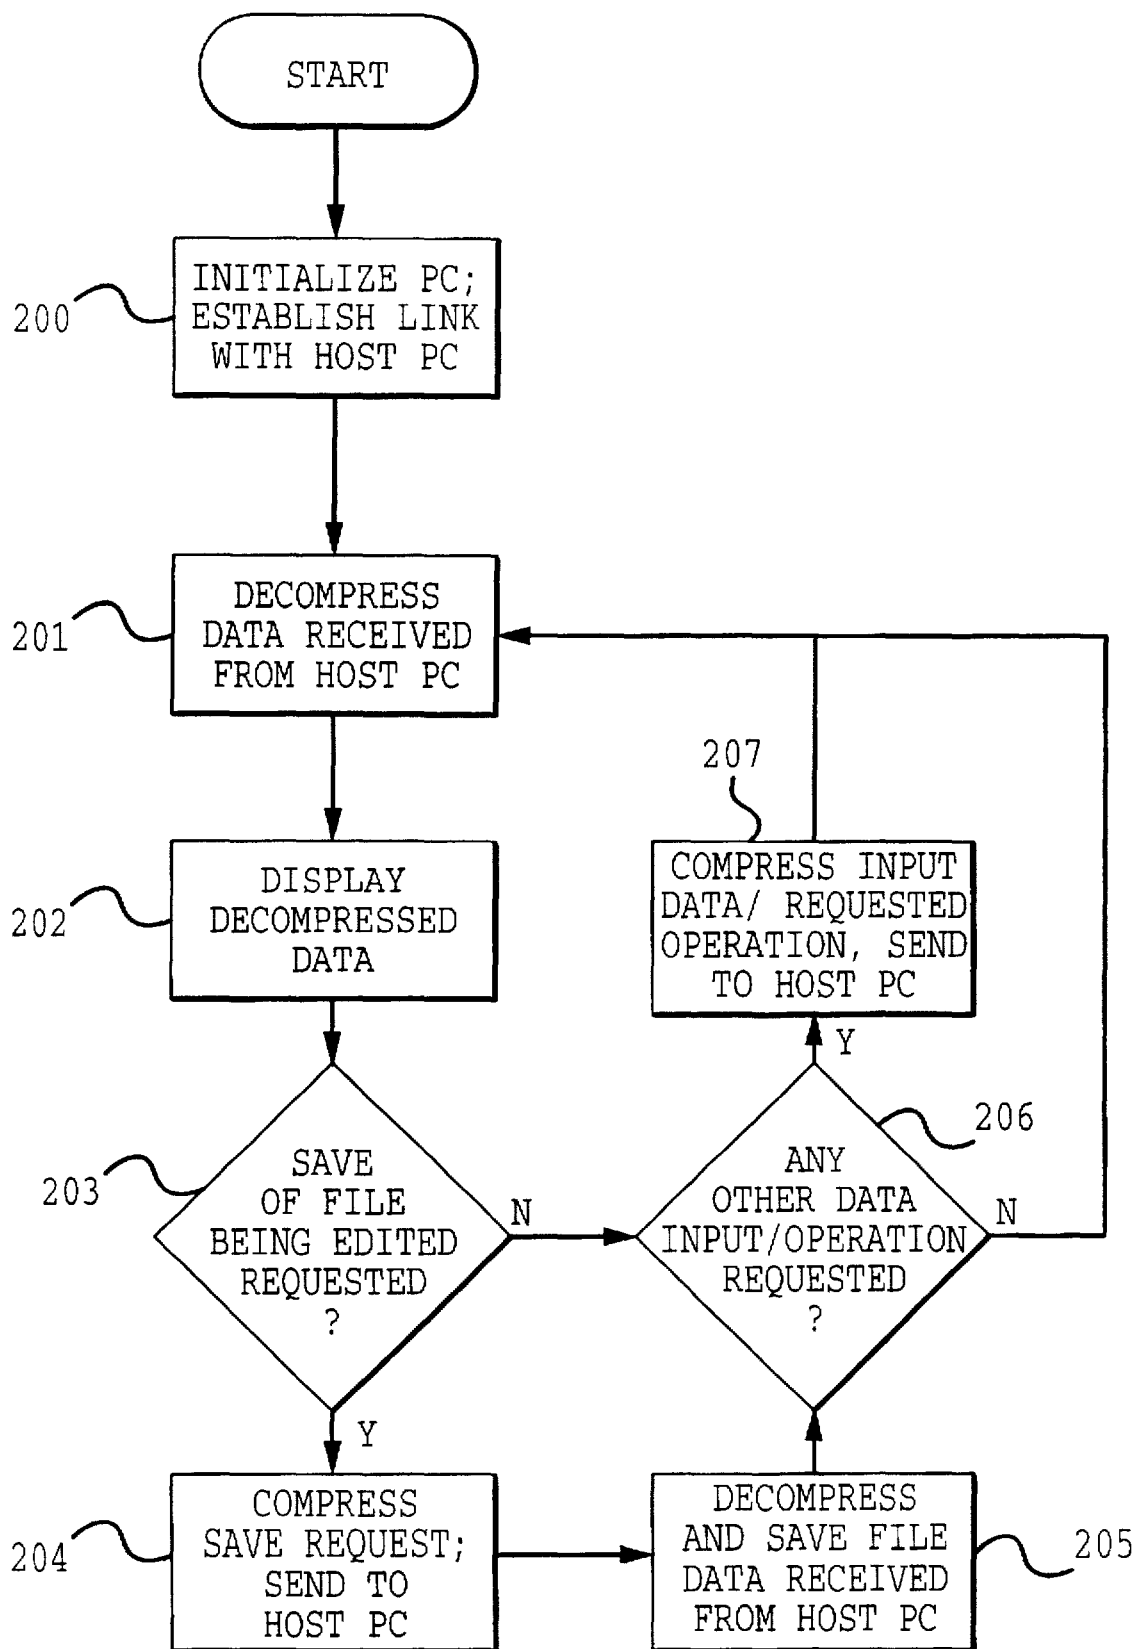 START
INITIALIZE PC;
ESTABLISH LINK
WITH HOST PC
200
DECOMPRESS
DATA RECEIVED
FROM HOST PC
201
207
DISPLAY
DECOMPRESSED
DATA
202
COMPRESS INPUT
DATA/ REQUESTED
OPERATION, SEND
TO HOST PC
Y
206
203
SAVE
OF FILE
BEING EDITED
REQUESTED
?
N
ANY
OTHER DATA
INPUT/OPERATION
REQUESTED
?
N
Y
204
COMPRESS
SAVE REQUEST;
SEND TO
HOST PC
DECOMPRESS
AND SAVE FILE
DATA RECEIVED
FROM HOST PC
205